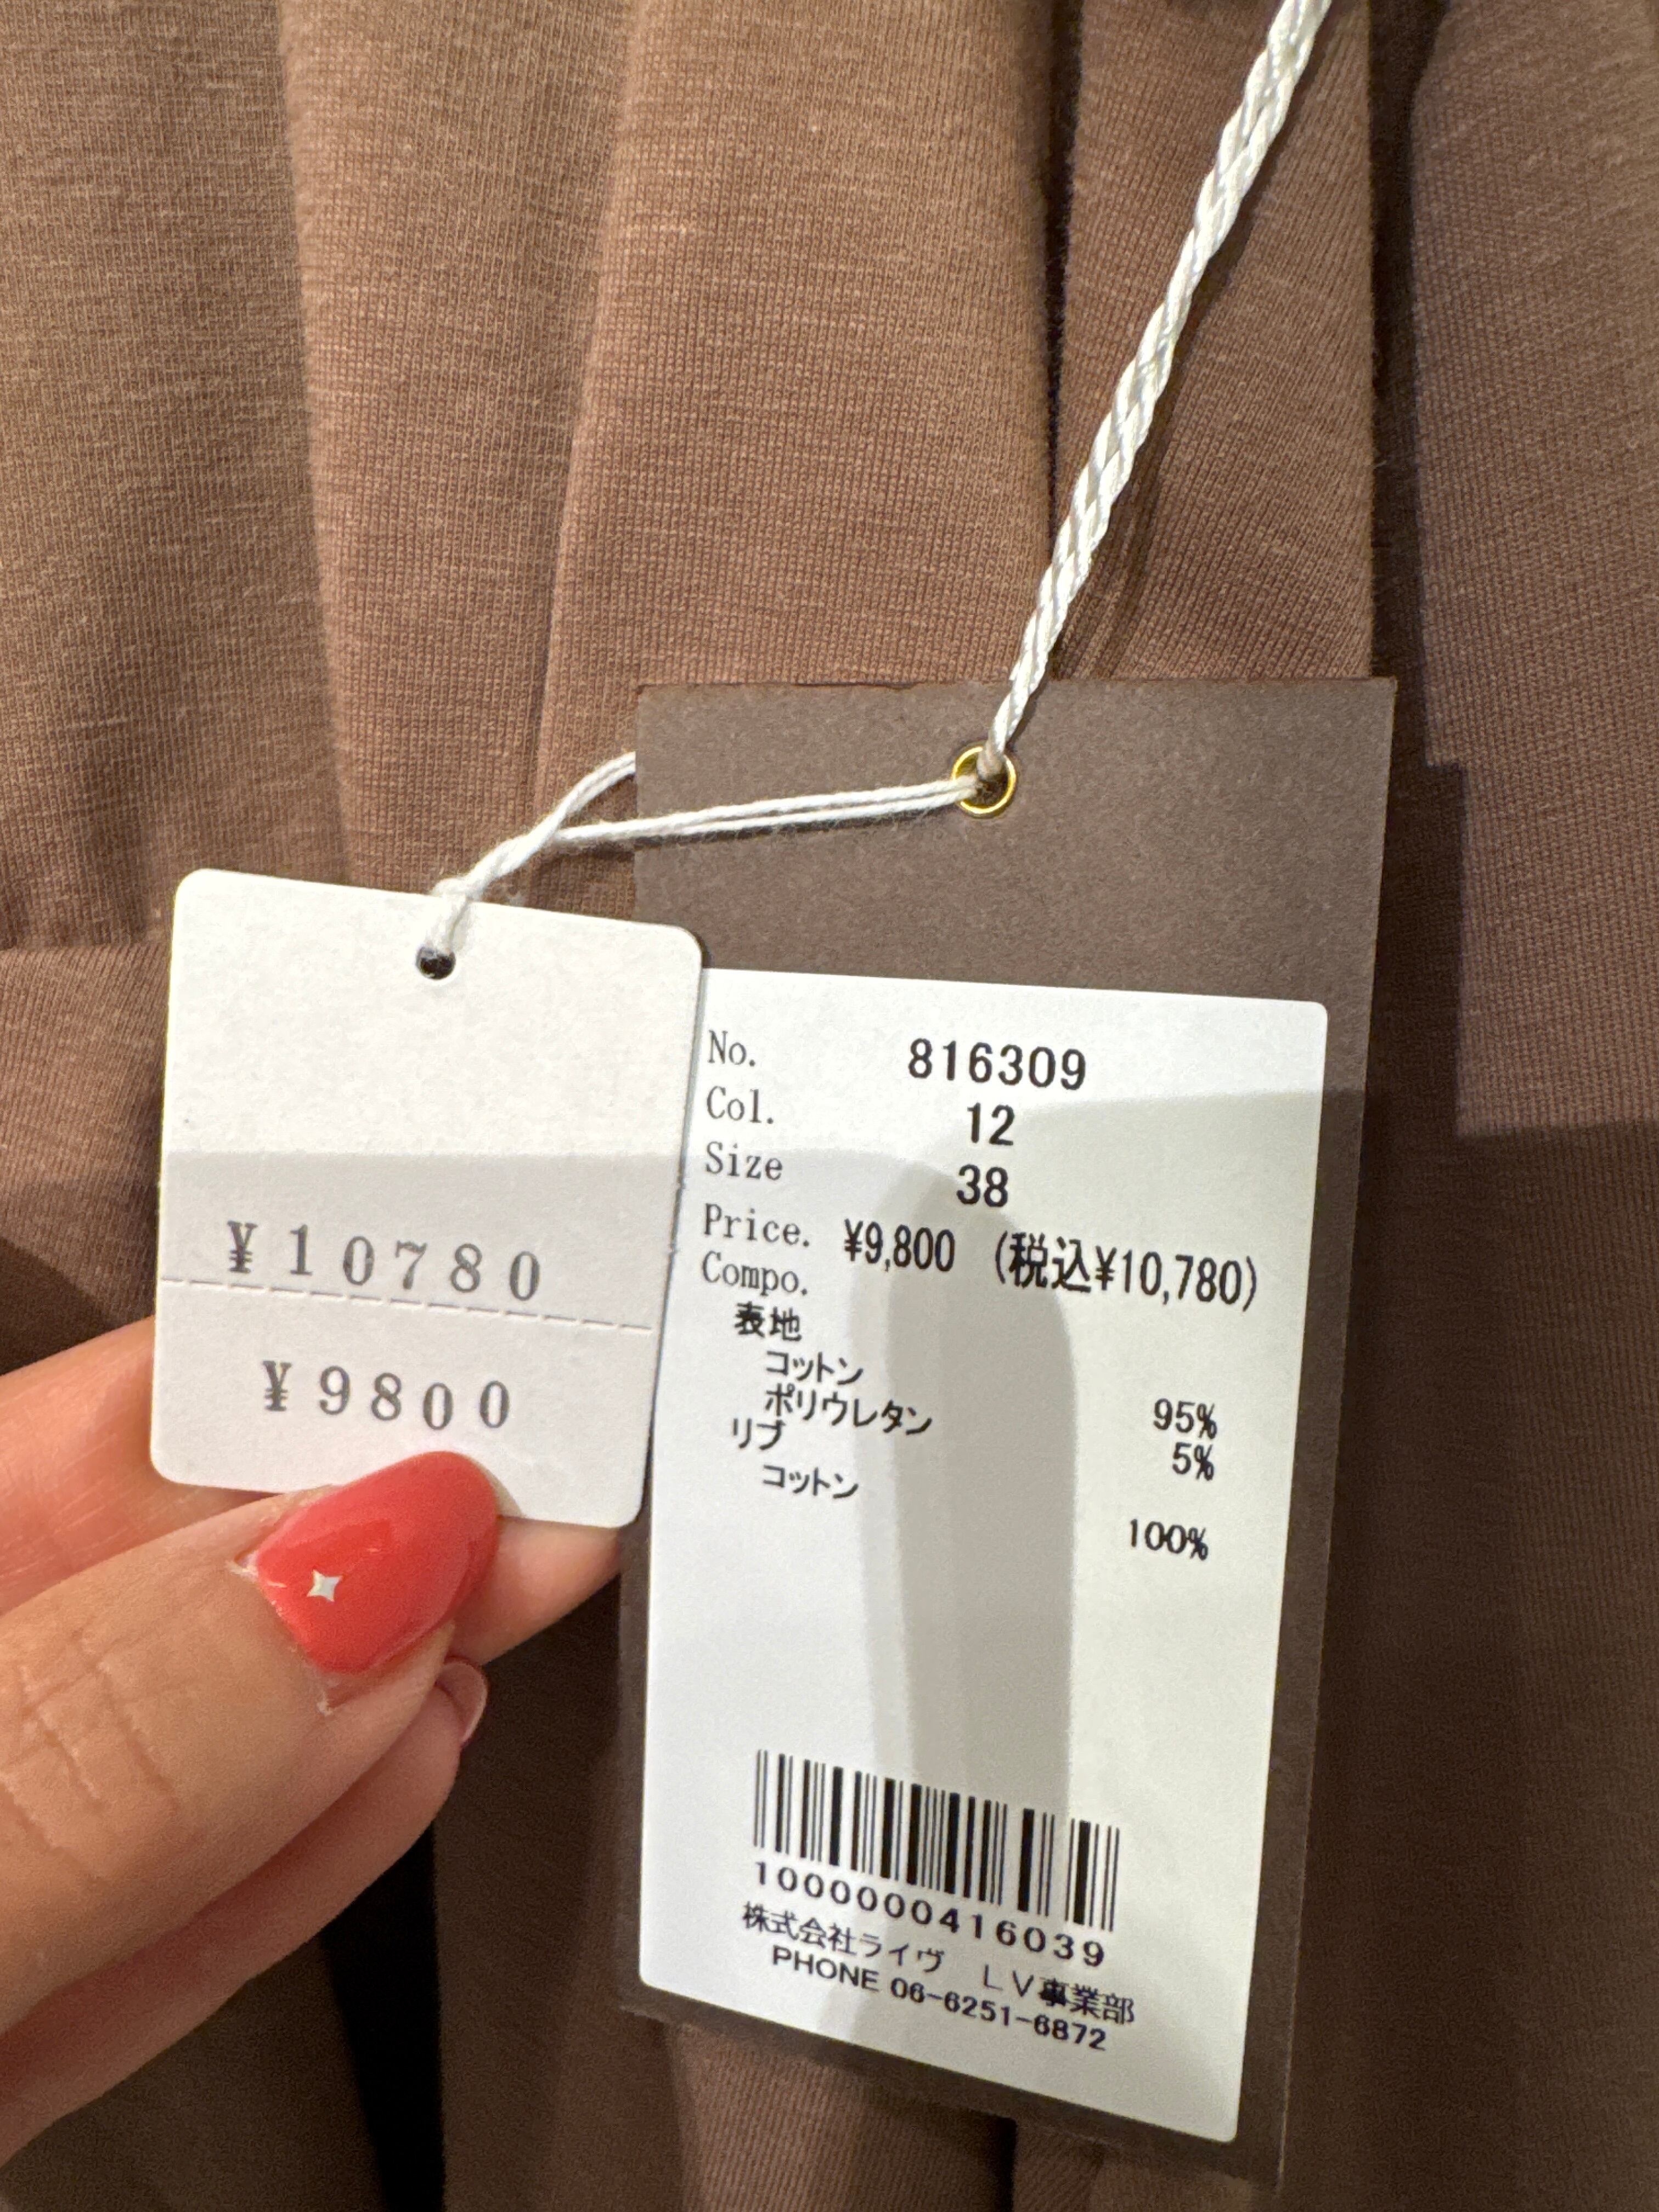 ¥10780
¥9800
No. 816309
Col. 12
Size 38
Price. ¥9,800 (税込¥10,780)
Compo.
表地
コットン 95%
ポリウレタン 5%
リブ
コットン 100%
1000000416039
株式会社ライヴ LV事業部
PHONE 06-6251-6872